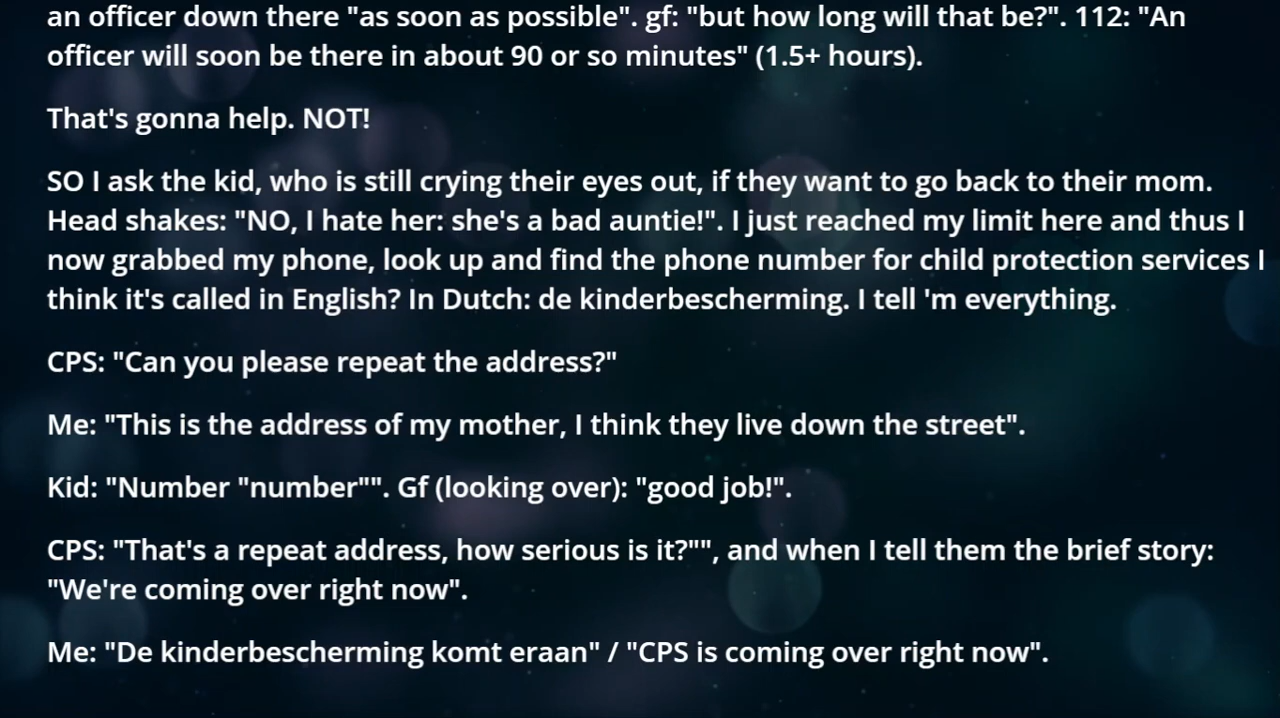 an officer down there "as soon as possible". gf: "but how long will that be?". 112: "An
officer will soon be there in about 90 or so minutes" (1.5+ hours).
That's gonna help. NOT!
SO I ask the kid, who is still crying their eyes out, if they want to go back to their mom.
Head shakes: "NO, I hate her: she's a bad auntie!". I just reached my limit here and thus I
now grabbed my phone, look up and find the phone number for child protection services I
think it's called in English? In Dutch: de kinderbescherming. I tell 'm everything.
CPS: "Can you please repeat the address?"
Me: "This is the address of my mother, I think they live down the street".
Kid: "Number "number"". Gf (looking over): "good job!".
CPS: "That's a repeat address, how serious is it?"", and when I tell them the brief story:
"We're coming over right now".
Me: "De kinderbescherming komt eraan" / "CPS is coming over right now".